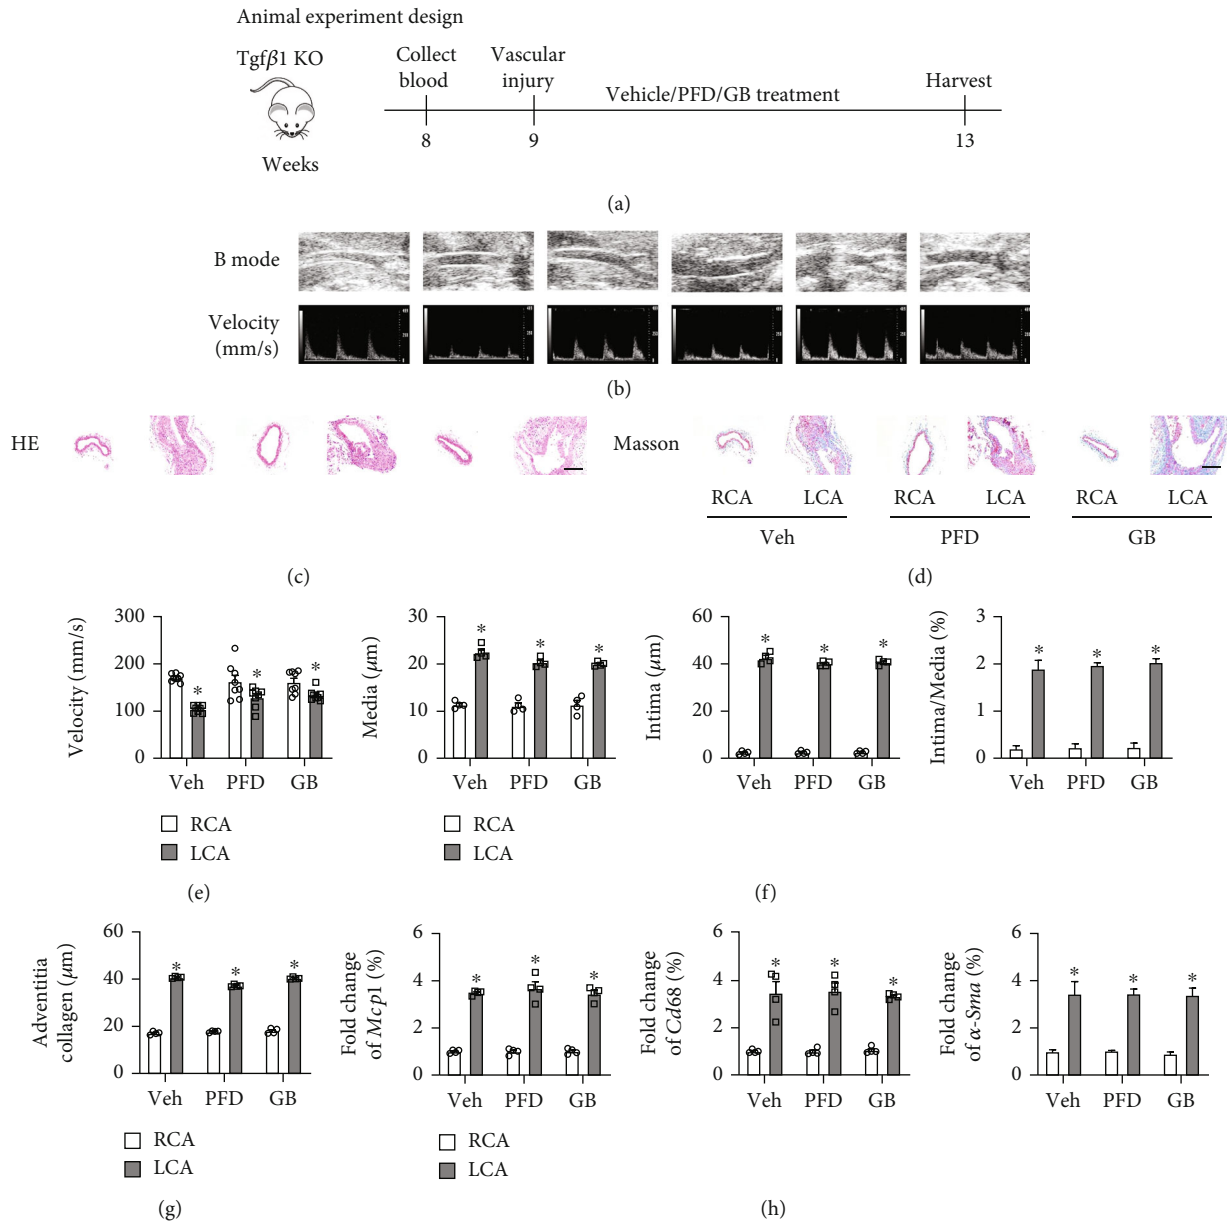 Animal experiment design
Tgfβ1 KO
Collect
blood
Vascular
injury
Vehicle/PFD/GB treatment
Harvest
8
9
13
Weeks
(a)
B mode
Velocity
(mm/s)
(b)
HE
Masson
RCA LCA RCA LCA RCA LCA
Veh PFD GB
(c)
(d)
Velocity (mm/s)
300
200
100
0
Veh PFD GB
RCA
LCA
(e)
Media (μm)
30
20
10
0
* * *
Veh PFD GB
Intima (μm)
60
40
20
0
* * *
Veh PFD GB
Intima/Media (%)
3
2
1
0
* * *
Veh PFD GB
(f)
Adventitia
collagen (μm)
60
40
20
0
* * *
Veh PFD GB
RCA
LCA
(g)
Fold change
of Mcp1 (%)
6
4
2
0
* * *
Veh PFD GB
RCA
LCA
Fold change
of Cd68 (%)
6
4
2
0
* * *
Veh PFD GB
Fold change
of α-Sma (%)
6
4
2
0
* * *
Veh PFD GB
(h)